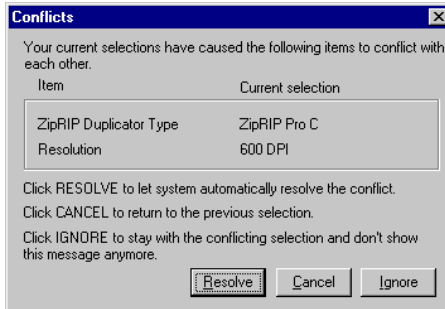 Conflicts
Your current selections have caused the following items to conflict with
each other.
Item Current selection
ZipRIP Duplicator Type ZipRIP Pro C
Resolution 600 DPI
Click RESOLVE to let system automatically resolve the conflict.
Click CANCEL to return to the previous selection.
Click IGNORE to stay with the conflicting selection and don't show
this message anymore.
Resolve Cancel Ignore